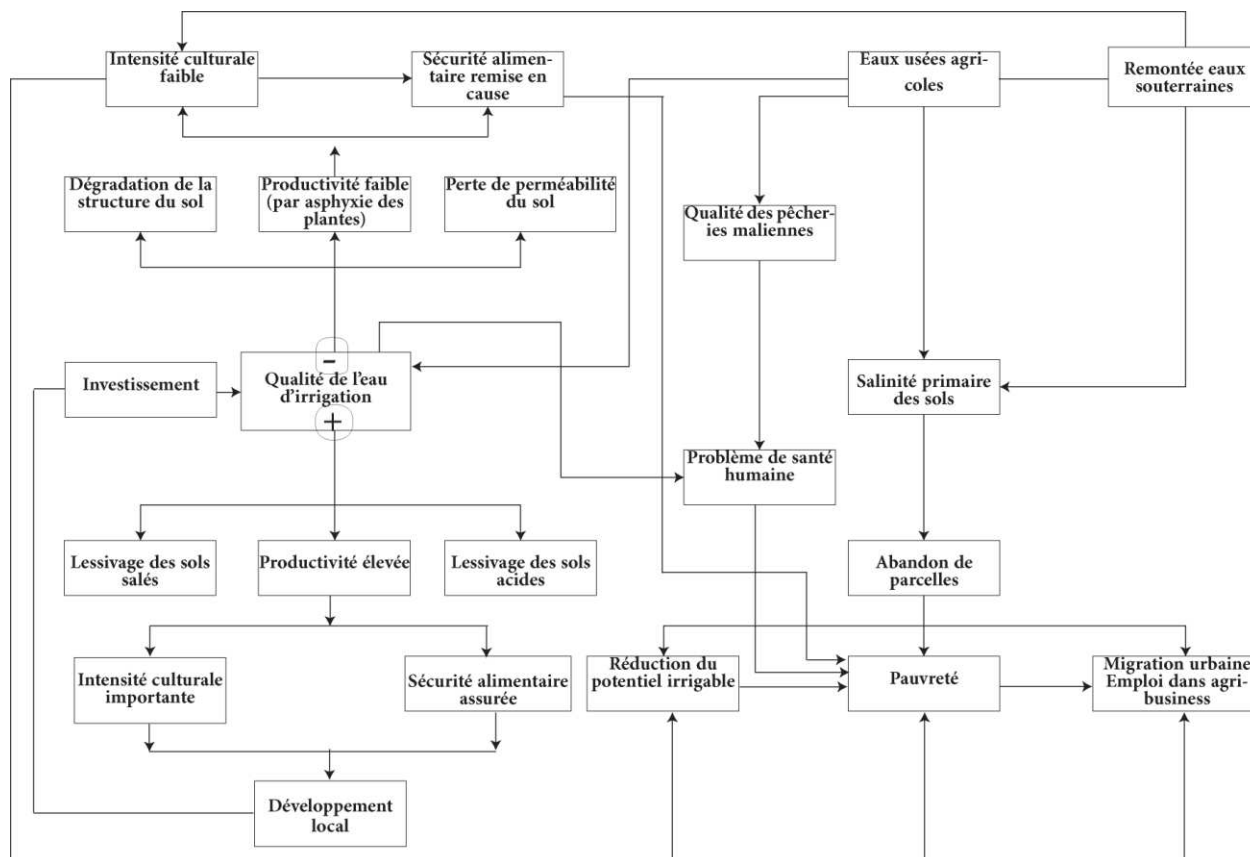 Intensité culturale
faible
Sécurité alimen-
taire remise en
cause
Eaux usées agri-
coles
Remontée eaux
souterraines
Dégradation de la
structure du sol
Productivité faible
(par asphyxie des
plantes)
Perte de perméabilité
du sol
Qualité des pêcher-
ies maliennes
Investissement
-
Qualité de l'eau
d'irrigation
+
Salinité primaire
des sols
Problème de santé
humaine
Lessivage des sols
salés
Productivité élevée
Lessivage des sols
acides
Abandon de
parcelles
Intensité culturale
importante
Sécurité alimentaire
assurée
Réduction du
potentiel irrigable
Pauvreté
Migration urbaine
Emploi dans agri-
business
Développement
local